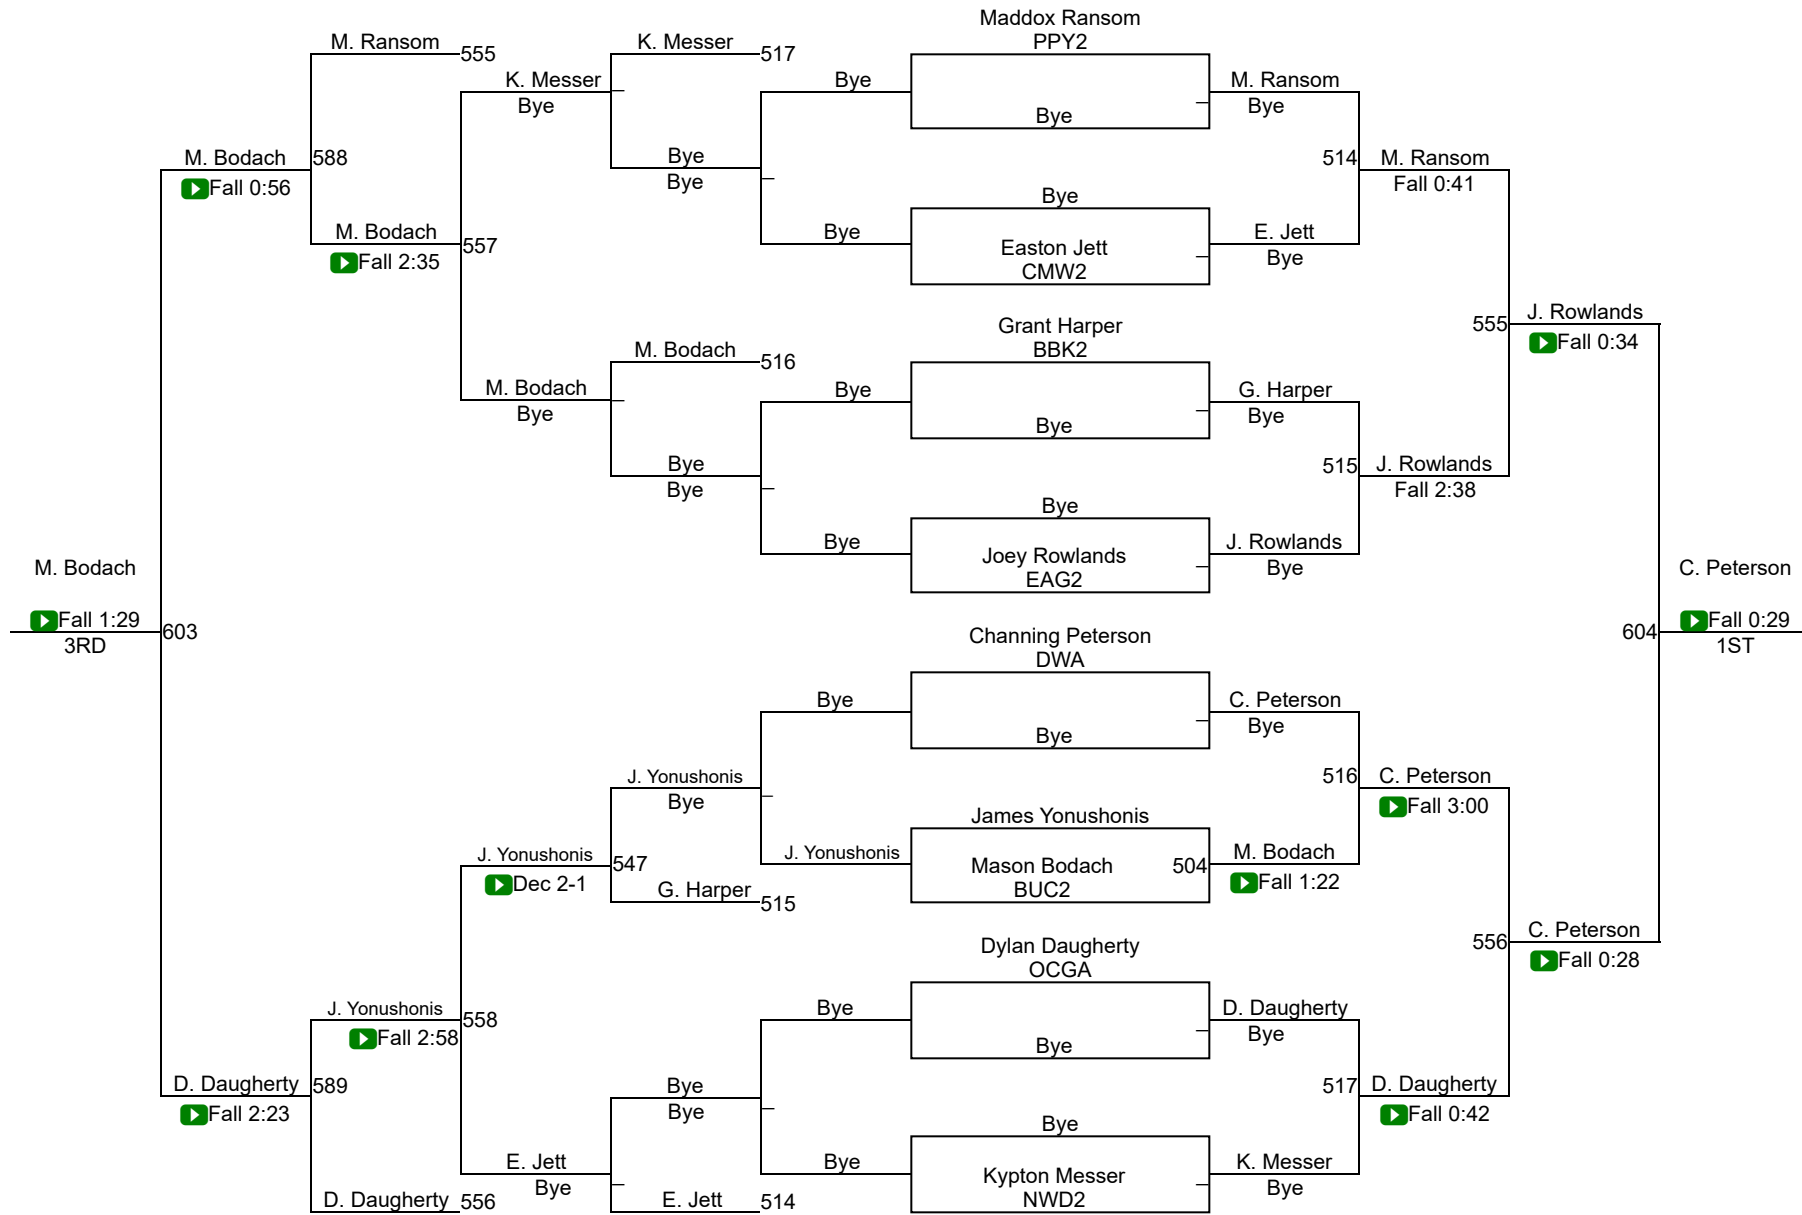 Maddox Ransom
PPY2
M. Ransom
555
K. Messer
517
K. Messer
Bye
Bye
M. Ransom
Bye
Bye
Bye
Bye
M. Bodach
588
Fall 0:56
514
M. Ransom
Fall 0:41
Bye
M. Bodach
557
Fall 2:35
Bye
Easton Jett
CMW2
E. Jett
Bye
J. Rowlands
555
Fall 0:34
Grant Harper
BBK2
M. Bodach
516
M. Bodach
Bye
Bye
G. Harper
Bye
Bye
Bye
Bye
515
J. Rowlands
Fall 2:38
Bye
Bye
Joey Rowlands
EAG2
J. Rowlands
Bye
M. Bodach
Fall 1:29
3RD
603
C. Peterson
604
Fall 0:29
1ST
Channing Peterson
DWA
Bye
C. Peterson
Bye
Bye
J. Yonushonis
Bye
516
C. Peterson
Fall 3:00
James Yonushonis
J. Yonushonis
547
Dec 2-1
J. Yonushonis
Mason Bodach
BUC2
504
M. Bodach
Fall 1:22
G. Harper
515
C. Peterson
556
Fall 0:28
Dylan Daugherty
OCGA
J. Yonushonis
558
Fall 2:58
Bye
D. Daugherty
Bye
Bye
D. Daugherty
589
Fall 2:23
Bye
Bye
517
D. Daugherty
Fall 0:42
Bye
E. Jett
Bye
Bye
Kypton Messer
NWD2
K. Messer
Bye
D. Daugherty
556
E. Jett
514